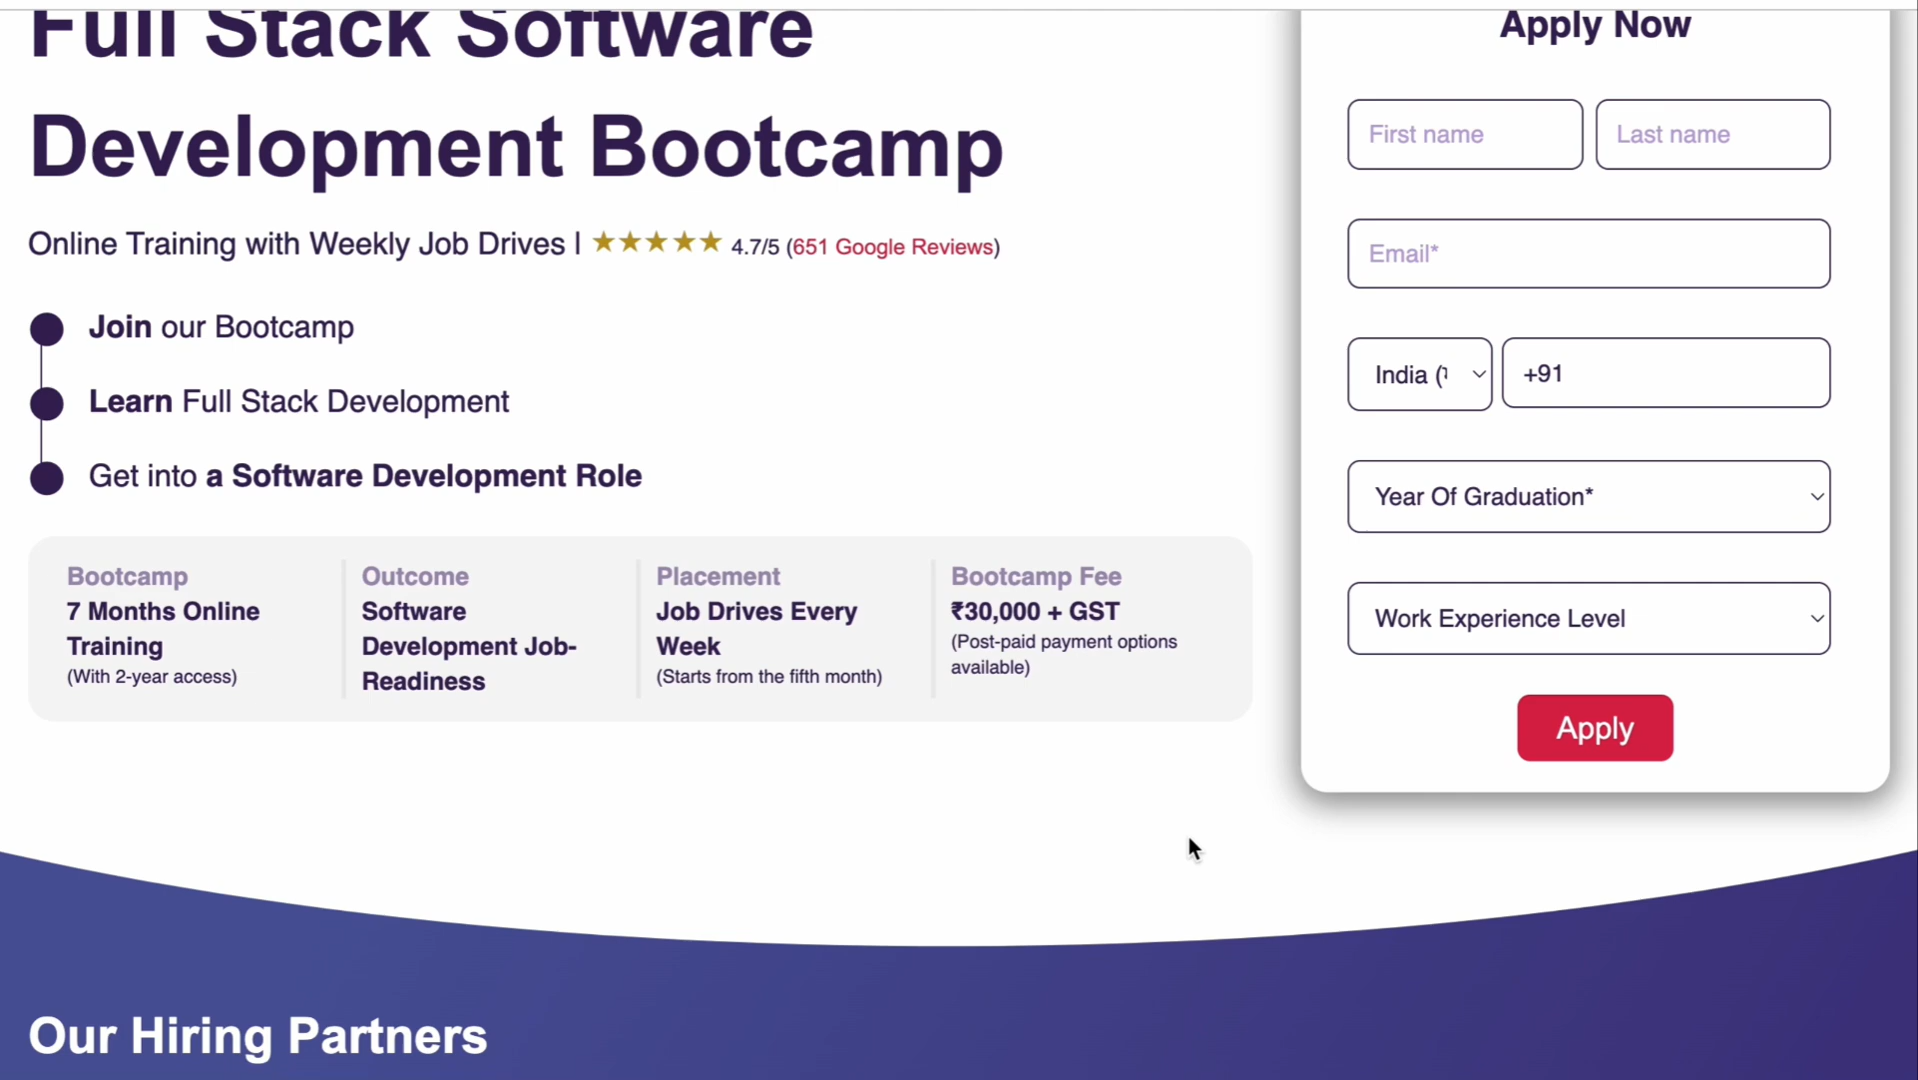 Full Stack Software
Development Bootcamp
Online Training with Weekly Job Drives | ★★★★★ 4.7/5 (651 Google Reviews)
Join our Bootcamp
Learn Full Stack Development
Get into a Software Development Role
Bootcamp
7 Months Online
Training
(With 2-year access)
Outcome
Software
Development Job-
Readiness
Placement
Job Drives Every
Week
(Starts from the fifth month)
Bootcamp Fee
₹30,000 + GST
(Post-paid payment options
available)
Apply Now
First name
Last name
Email*
India (
+91
Year Of Graduation*
Work Experience Level
Apply
Our Hiring Partners